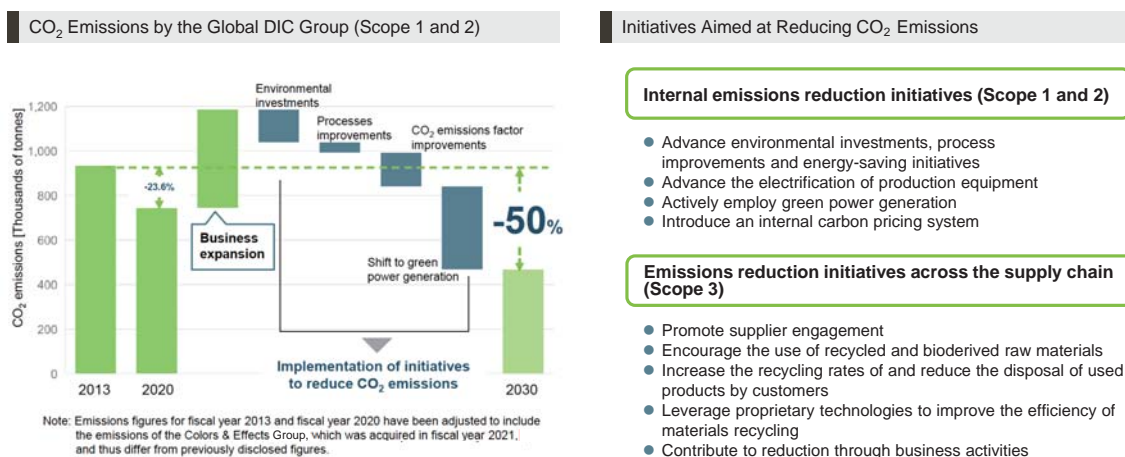 CO₂ Emissions by the Global DIC Group (Scope 1 and 2)
CO₂ emissions [Thousands of tonnes]
1,200
1,000
800
600
400
200
0
-23.6%
Business
expansion
Environmental
investments
Processes
improvements
CO₂ emissions factor
improvements
Shift to green
power generation
-50%
Implementation of initiatives
to reduce CO₂ emissions
2013
2020
2030
Note: Emissions figures for fiscal year 2013 and fiscal year 2020 have been adjusted to include
the emissions of the Colors & Effects Group, which was acquired in fiscal year 2021,
and thus differ from previously disclosed figures.
Initiatives Aimed at Reducing CO₂ Emissions
Internal emissions reduction initiatives (Scope 1 and 2)
● Advance environmental investments, process
improvements and energy-saving initiatives
● Advance the electrification of production equipment
● Actively employ green power generation
● Introduce an internal carbon pricing system
Emissions reduction initiatives across the supply chain
(Scope 3)
● Promote supplier engagement
● Encourage the use of recycled and bioderived raw materials
● Increase the recycling rates of and reduce the disposal of used
products by customers
● Leverage proprietary technologies to improve the efficiency of
materials recycling
● Contribute to reduction through business activities